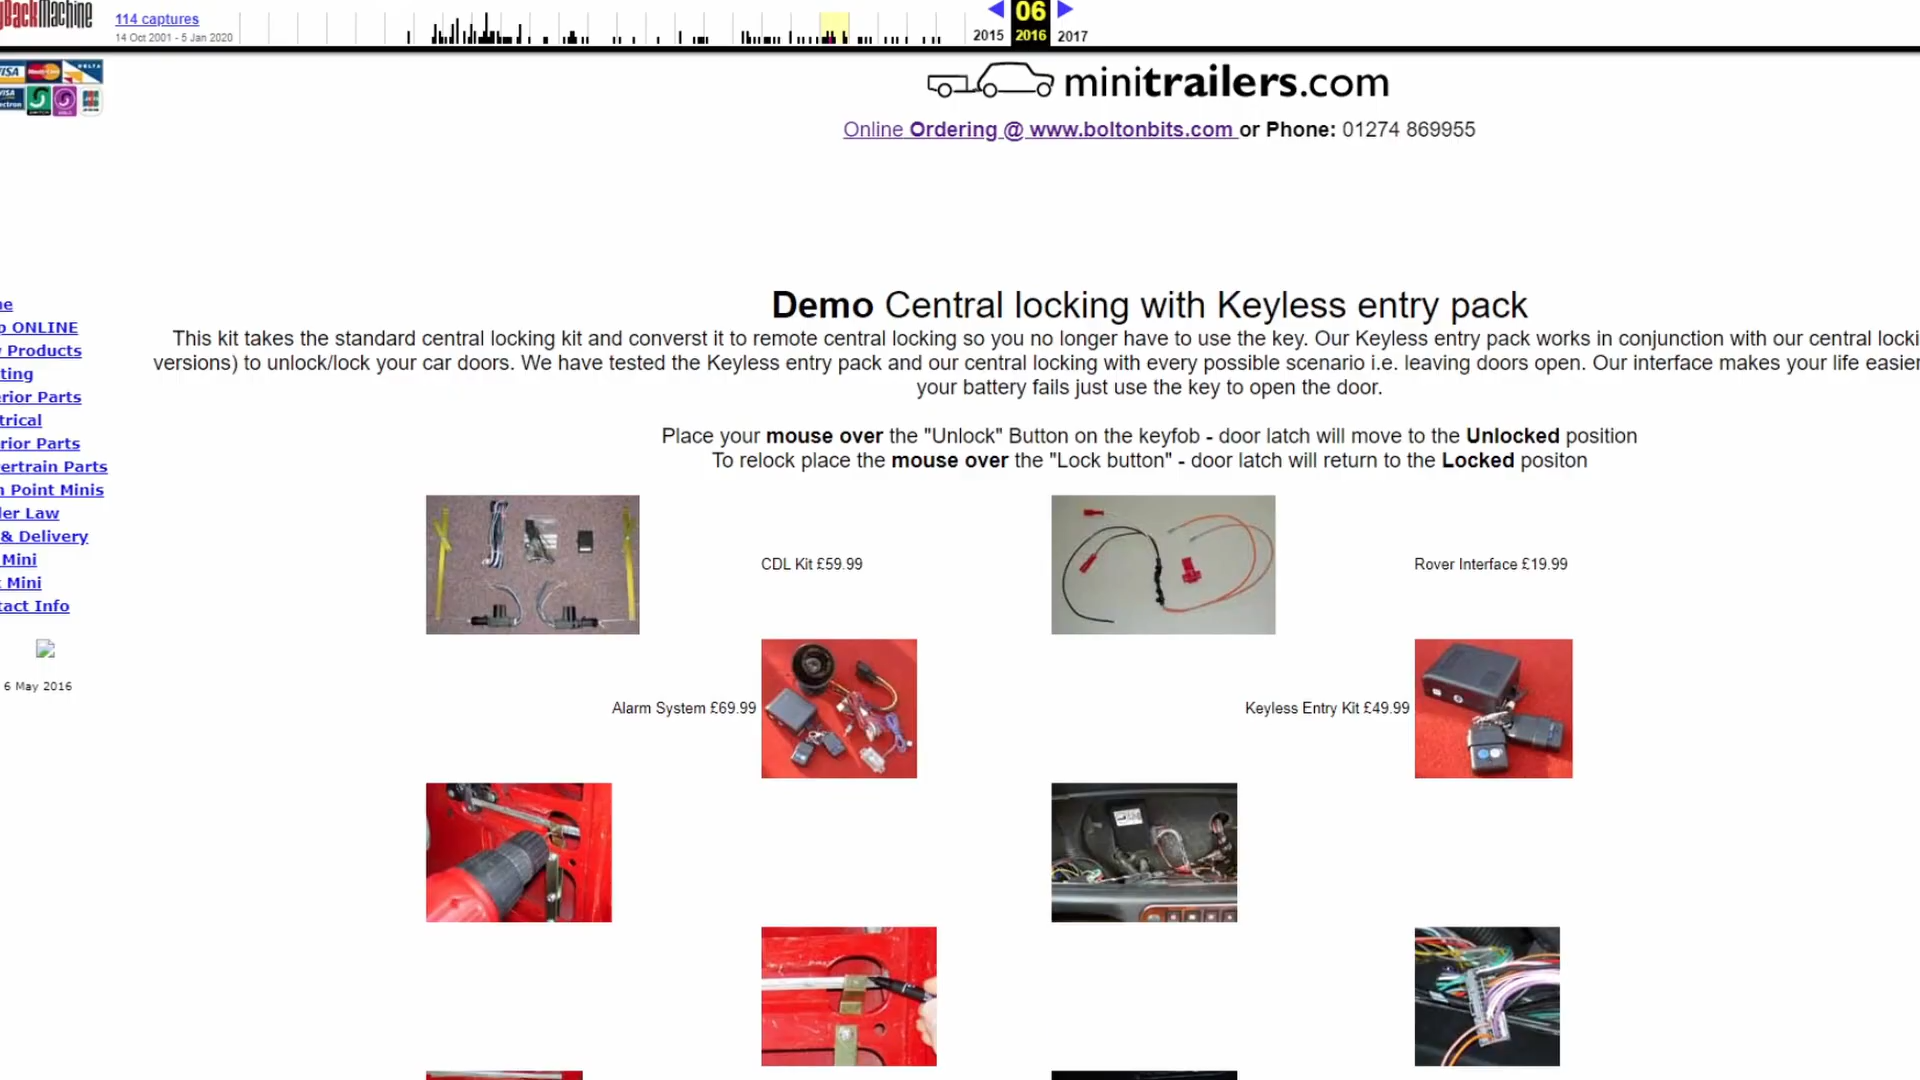 yBackMachine
114 captures
14 Oct 2001 - 5 Jan 2020
06
2015 2016 2017
VISA MasterCard DELTA
VISA
ectron
minitrailers.com
Online Ordering @ www.boltonbits.com or Phone: 01274 869955
Demo Central locking with Keyless entry pack
This kit takes the standard central locking kit and converst it to remote central locking so you no longer have to use the key. Our Keyless entry pack works in conjunction with our central locki
versions) to unlock/lock your car doors. We have tested the Keyless entry pack and our central locking with every possible scenario i.e. leaving doors open. Our interface makes your life easier
your battery fails just use the key to open the door.
Place your mouse over the "Unlock" Button on the keyfob - door latch will move to the Unlocked position
To relock place the mouse over the "Lock button" - door latch will return to the Locked positon
me
p ONLINE
v Products
ting
erior Parts
trical
rior Parts
ertrain Parts
n Point Minis
ler Law
& Delivery
Mini
t Mini
tact Info
6 May 2016
CDL Kit £59.99
Rover Interface £19.99
Alarm System £69.99
Keyless Entry Kit £49.99